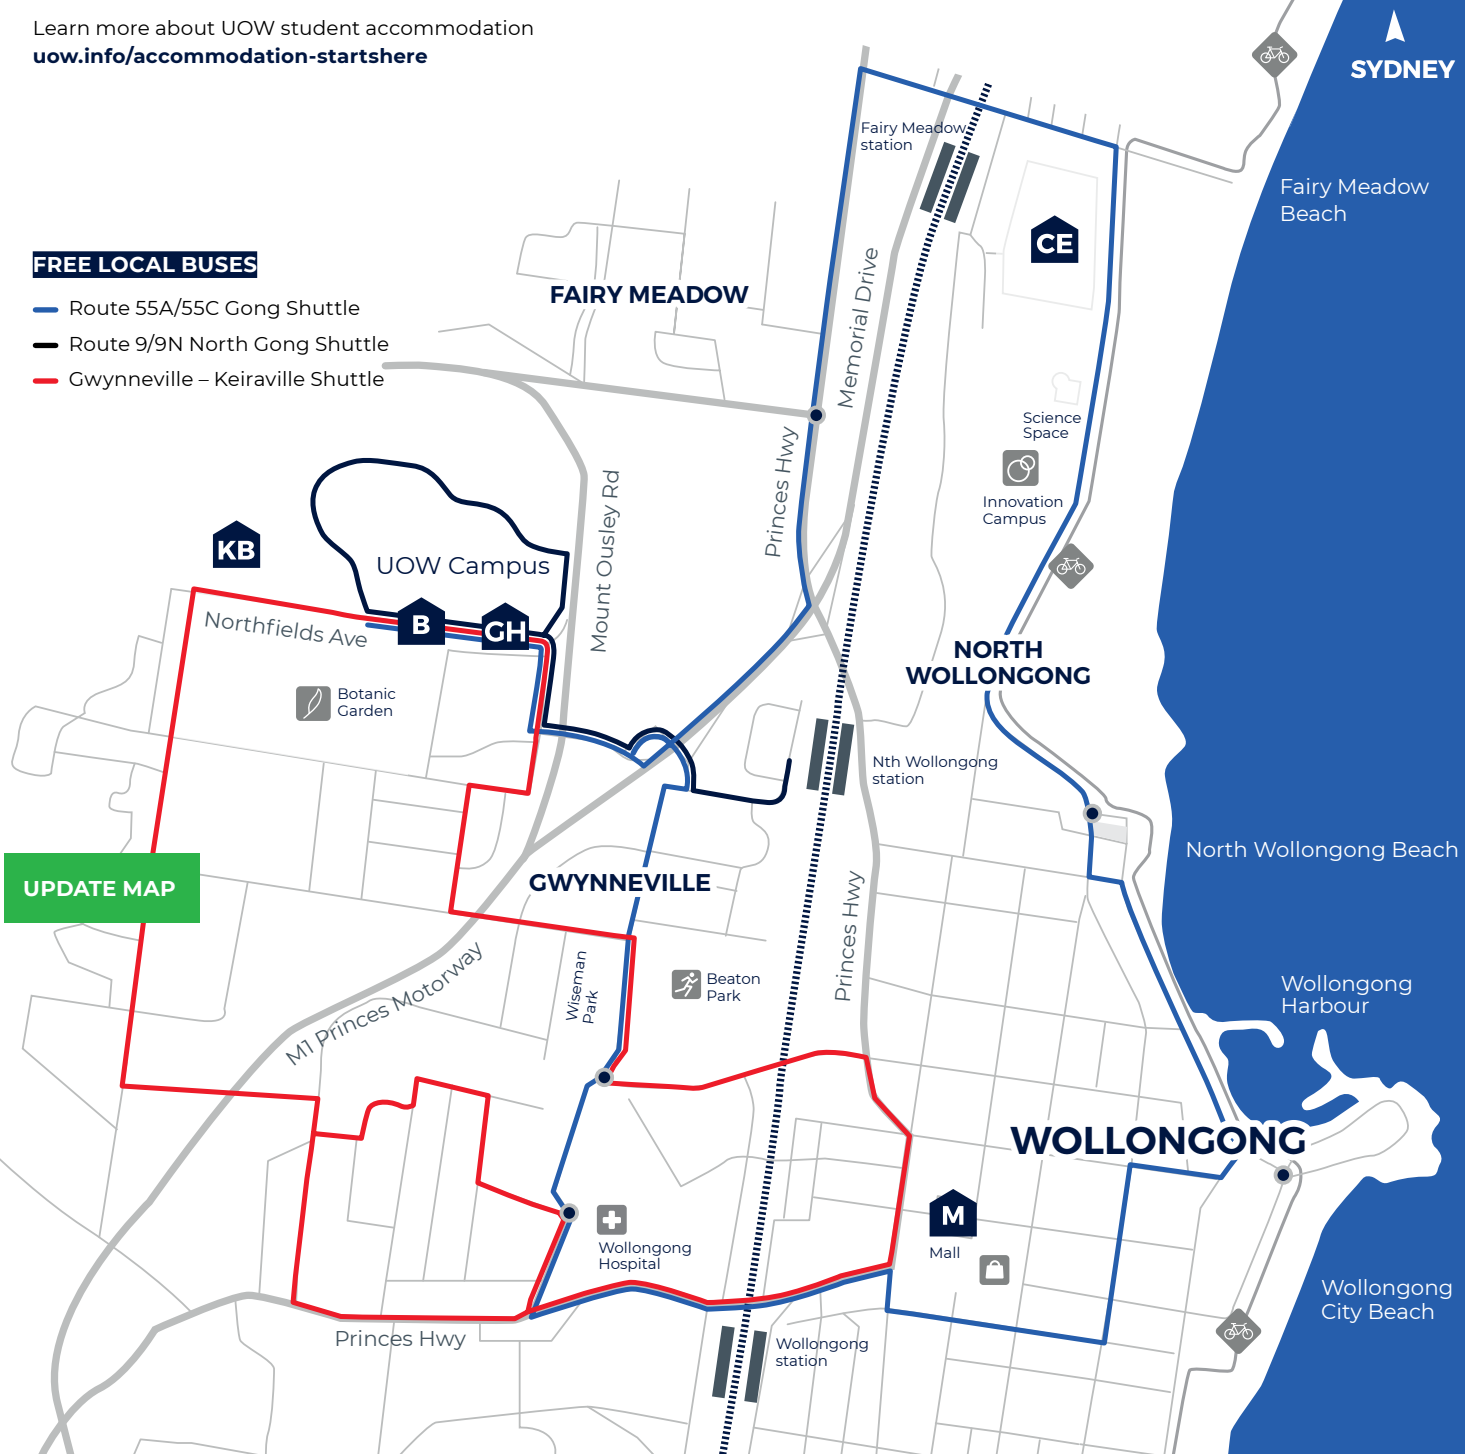 Learn more about UOW student accommodation
uow.info/accommodation-startshere
SYDNEY
Fairy Meadow
station
Fairy Meadow
Beach
CE
FREE LOCAL BUSES
Route 55A/55C Gong Shuttle
Route 9/9N North Gong Shuttle
Gwynneville – Keiraville Shuttle
FAIRY MEADOW
Memorial Drive
Princes Hwy
Mount Ousley Rd
Science
Space
Innovation
Campus
KB
UOW Campus
B
GH
Northfields Ave
Botanic
Garden
NORTH
WOLLONGONG
Nth Wollongong
station
North Wollongong Beach
UPDATE MAP
GWYNNEVILLE
Princes Hwy
M1 Princes Motorway
Wiseman
Park
Beaton
Park
Wollongong
Harbour
WOLLONGONG
M
Mall
Wollongong
Hospital
Wollongong
City Beach
Princes Hwy
Wollongong
station